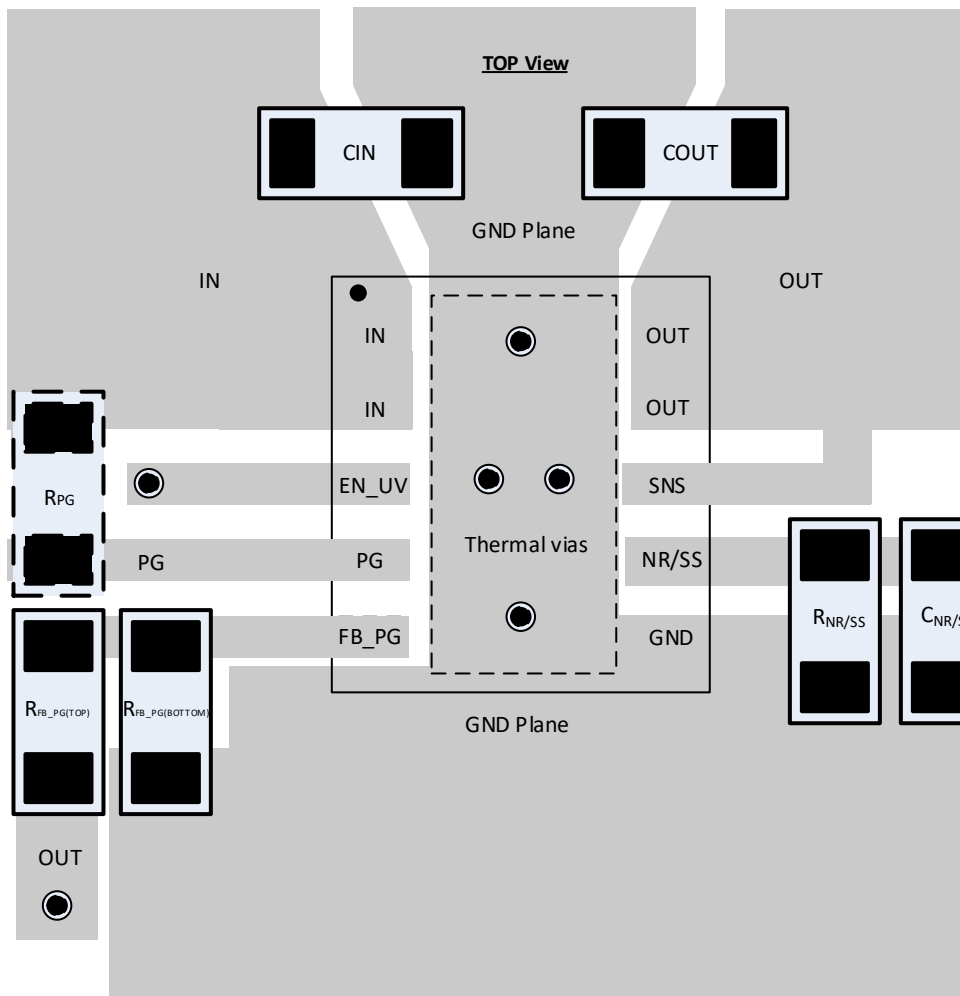 TOP View
CIN
COUT
GND Plane
IN
OUT
IN
OUT
IN
OUT
RPG
EN_UV
SNS
Thermal vias
PG
PG
NR/SS
FB_PG
GND
RNR/SS
CNR/S
RFB_PG(TOP)
RFB_PG(BOTTOM)
GND Plane
OUT